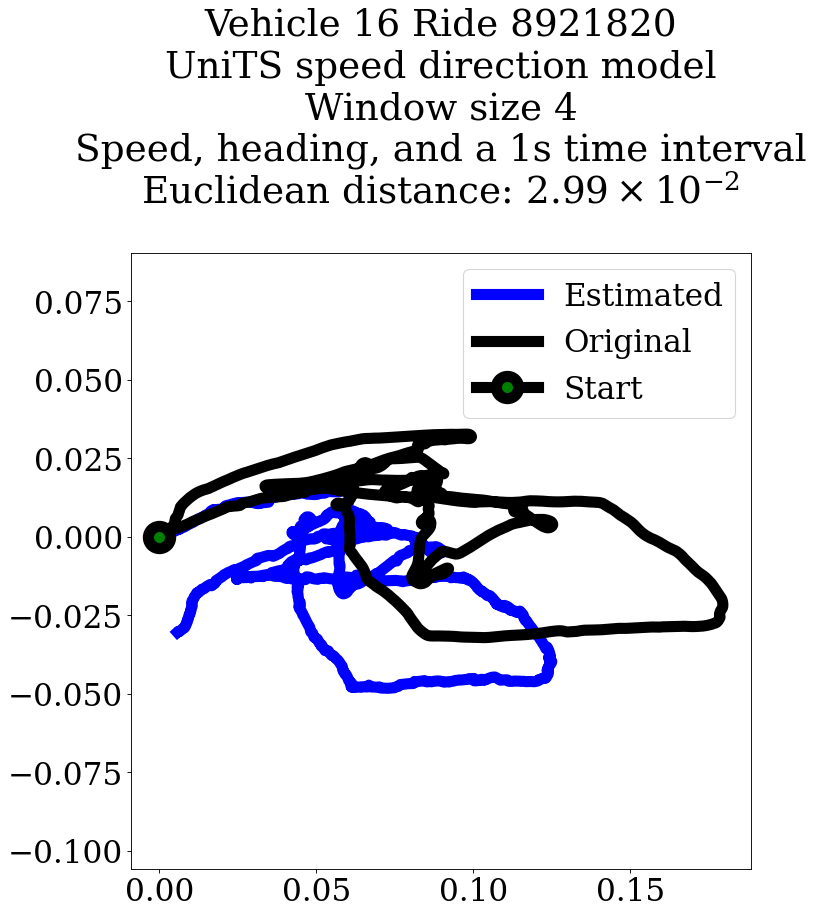 Vehicle 16 Ride 8921820
UniTS speed direction model
Window size 4
Speed, heading, and a 1s time interval
Euclidean distance: 2.99 × 10⁻²
Estimated
Original
Start
0.075
0.050
0.025
0.000
−0.025
−0.050
−0.075
−0.100
0.00 0.05 0.10 0.15